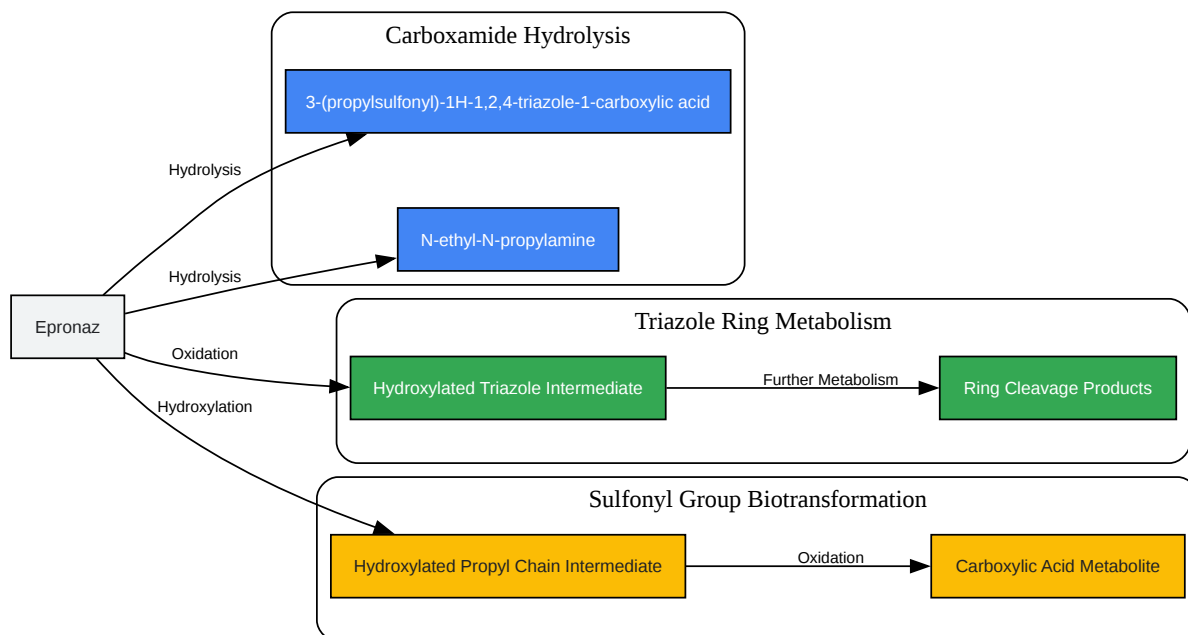 Carboxamide Hydrolysis
3-(propylsulfonyl)-1H-1,2,4-triazole-1-carboxylic acid
Hydrolysis
N-ethyl-N-propylamine
Hydrolysis
Epronaz
Triazole Ring Metabolism
Oxidation
Hydroxylated Triazole Intermediate
Further Metabolism
Ring Cleavage Products
Hydroxylation
Sulfonyl Group Biotransformation
Hydroxylated Propyl Chain Intermediate
Oxidation
Carboxylic Acid Metabolite